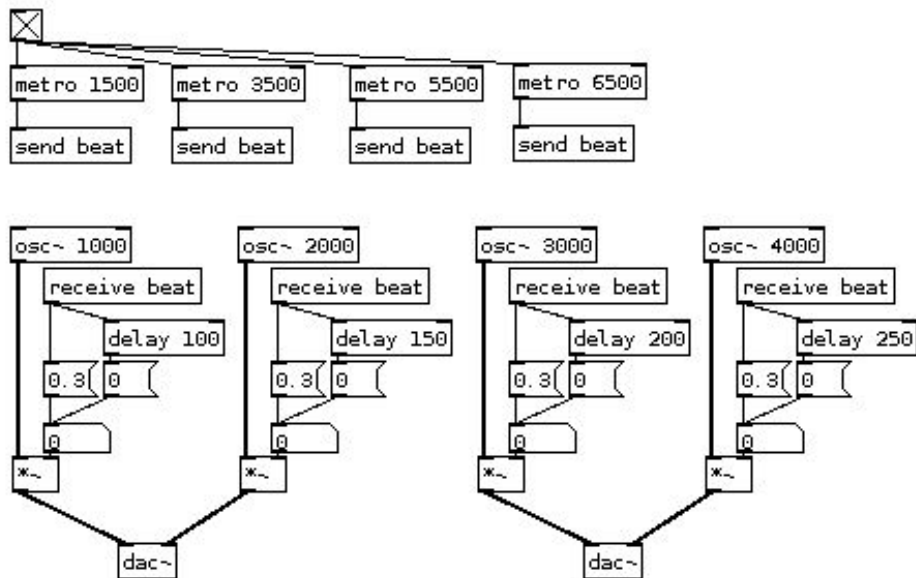 metro 1500 metro 3500 metro 5500 metro 6500
send beat send beat send beat send beat
osc~ 1000 osc~ 2000 osc~ 3000 osc~ 4000
receive beat receive beat receive beat receive beat
delay 100 delay 150 delay 200 delay 250
0.3 0 0.3 0 0.3 0 0.3 0
0 0 0 0
*~ *~ *~ *~
dac~ dac~